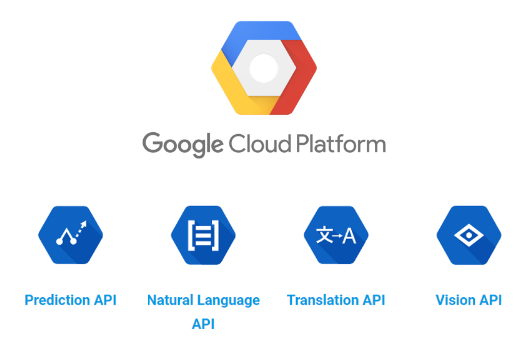 Google Cloud Platform
文→A
Prediction API
Natural Language
API
Translation API
Vision API